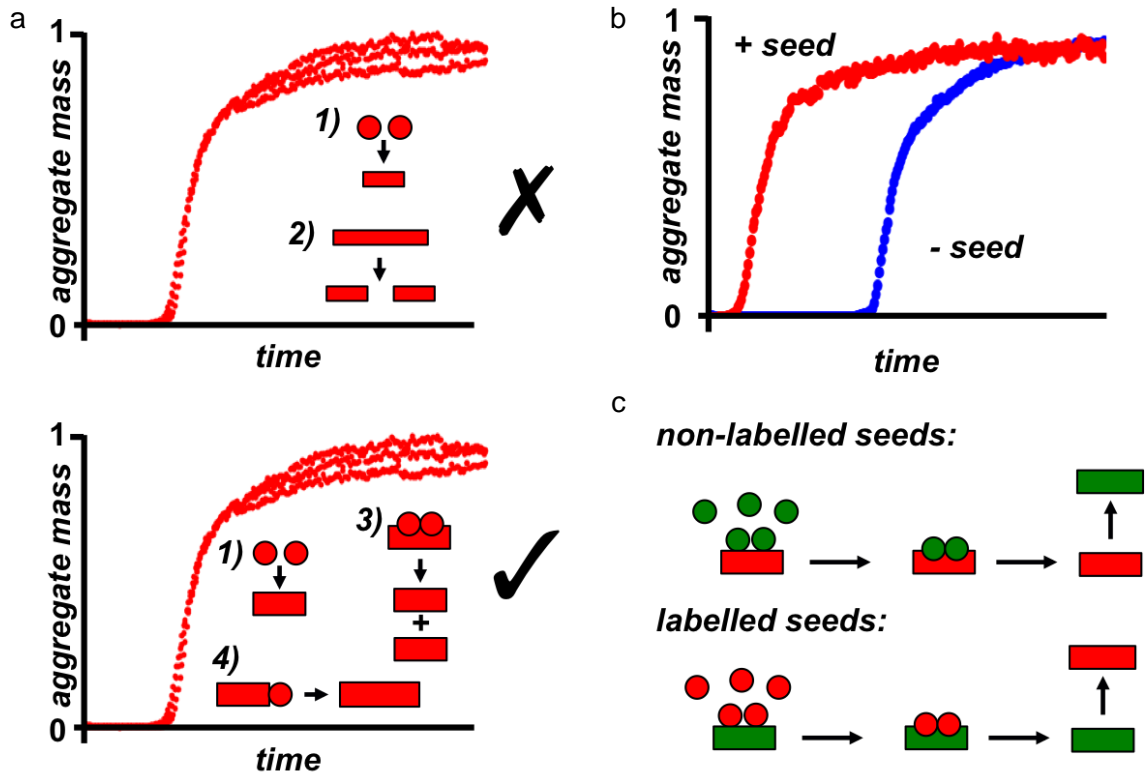 a
1
aggregate mass
0
time
1)
2)
✗
b
1
aggregate mass
0
time
+ seed
- seed
1
aggregate mass
0
time
1)
3)
+
4)
✓
c
non-labelled seeds:
labelled seeds: